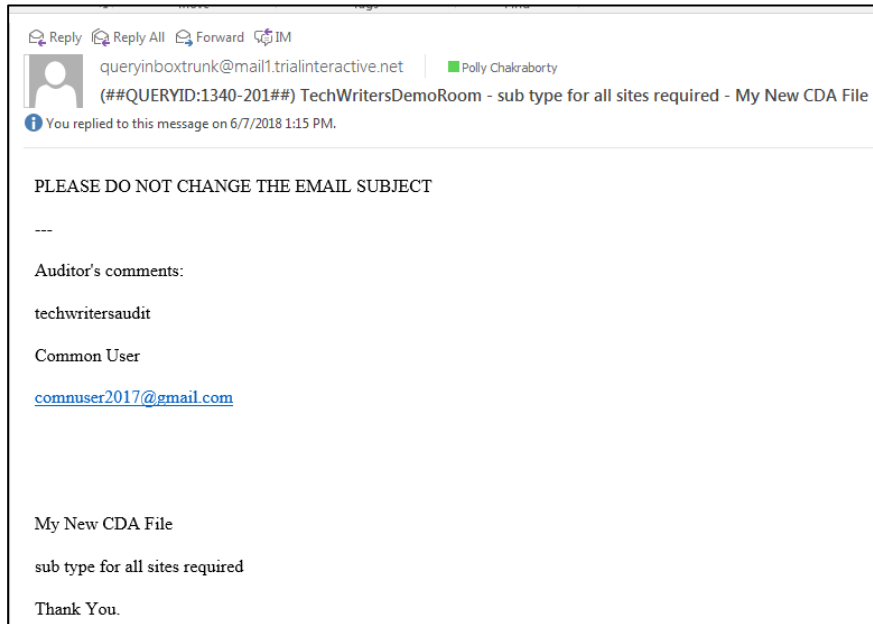 Reply Reply All Forward IM
queryinboxtrunk@mail1.trialinteractive.net Polly Chakraborty
(##QUERYID:1340-201##) TechWritersDemoRoom - sub type for all sites required - My New CDA File
You replied to this message on 6/7/2018 1:15 PM.
PLEASE DO NOT CHANGE THE EMAIL SUBJECT
---
Auditor's comments:
techwritersaudit
Common User
comnuser2017@gmail.com
My New CDA File
sub type for all sites required
Thank You.